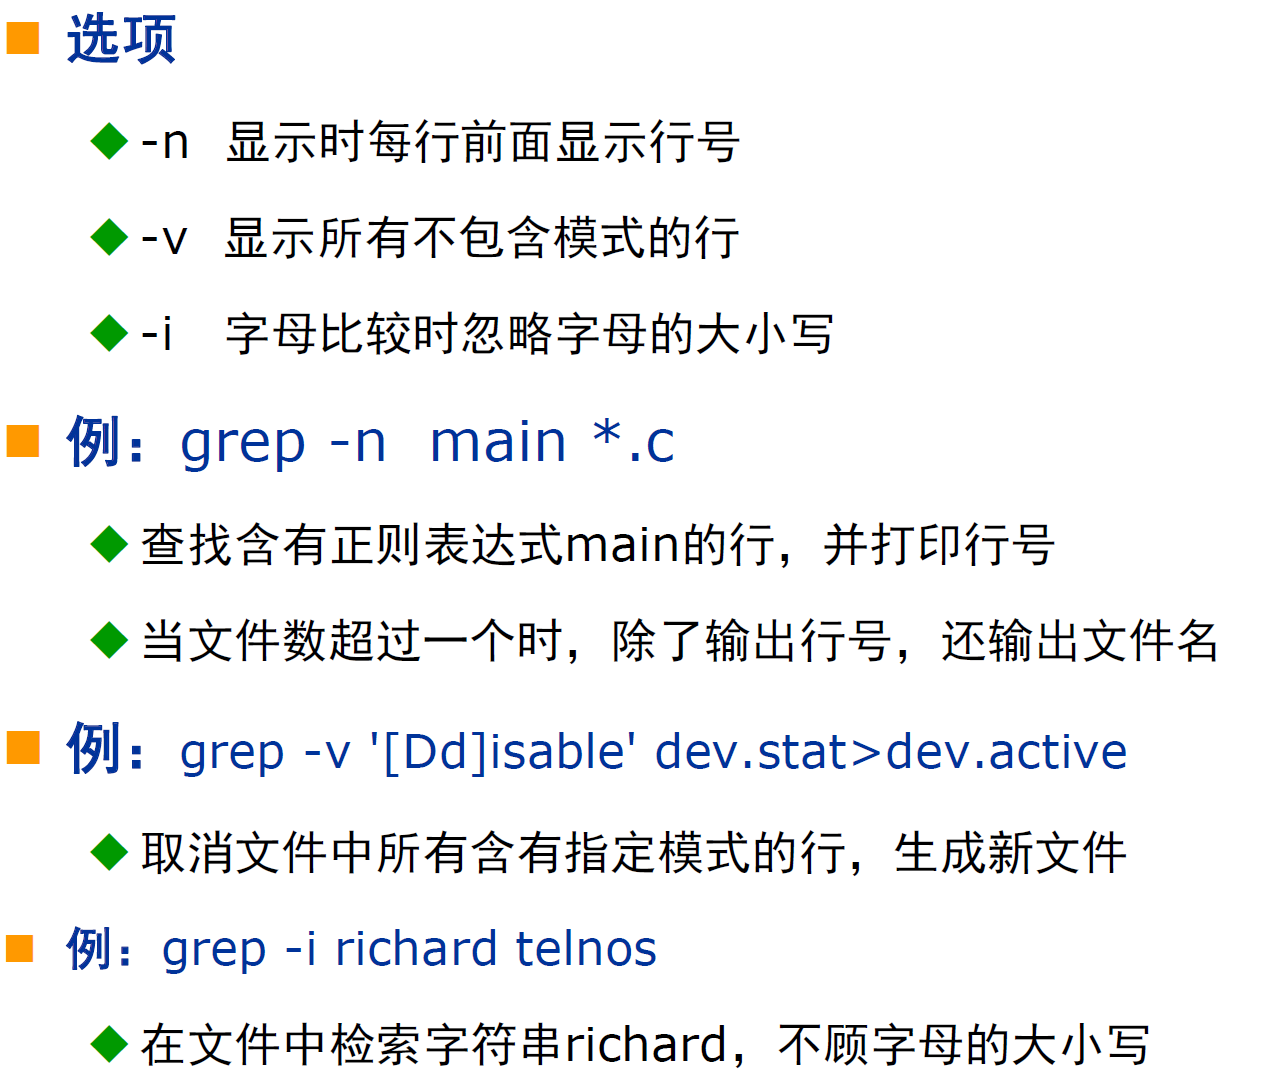 选项
-n 显示时每行前面显示行号
-v 显示所有不包含模式的行
-i 字母比较时忽略字母的大小写
例：grep -n main *.c
查找含有正则表达式main的行，并打印行号
当文件数超过一个时，除了输出行号，还输出文件名
例：grep -v '[Dd]isable' dev.stat>dev.active
取消文件中所有含有指定模式的行，生成新文件
例：grep -i richard telnos
在文件中检索字符串richard，不顾字母的大小写